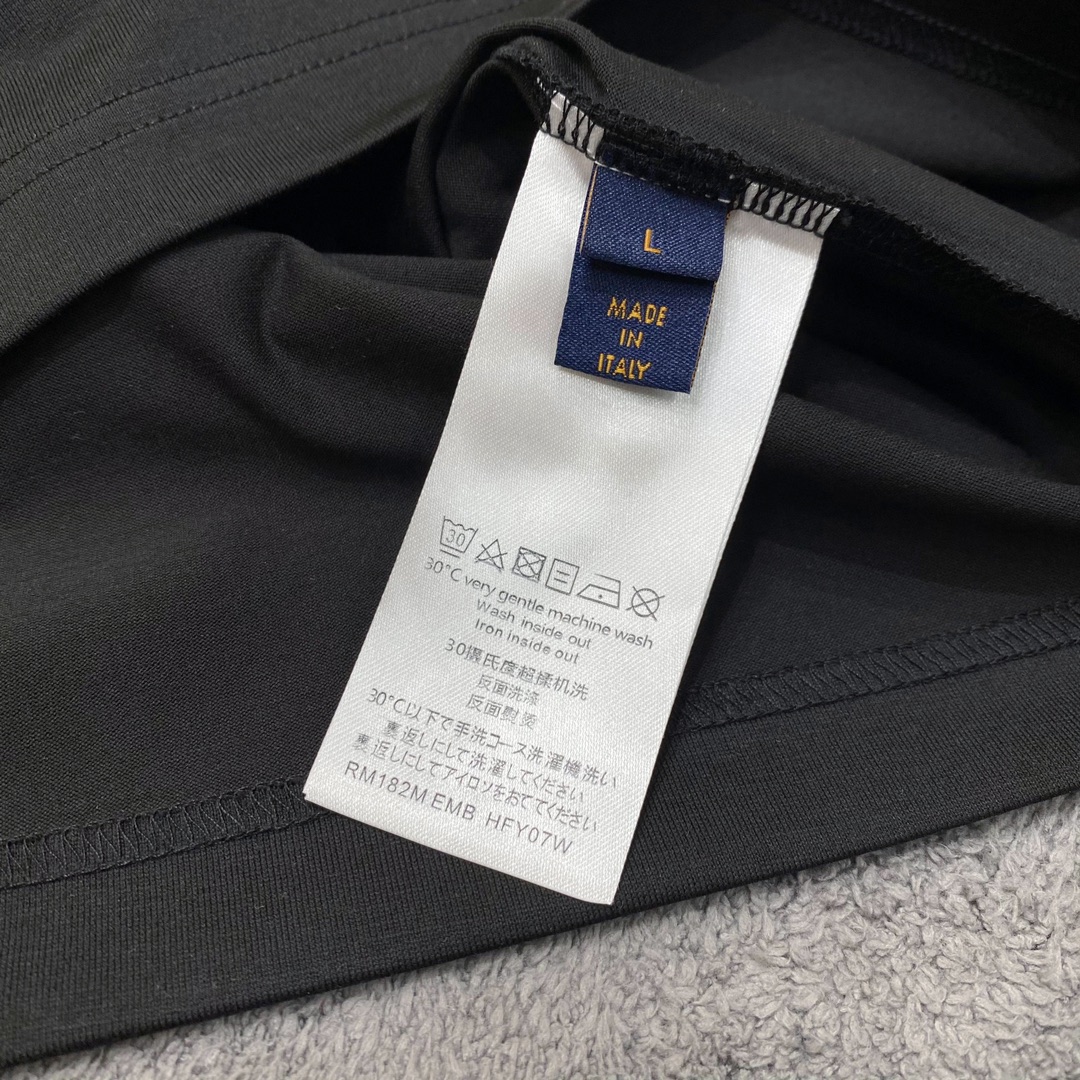 L
MADE
IN
ITALY
30
30°C very gentle machine wash
Wash inside out
Iron inside out
30攝氏度超揉机洗
反面洗涤
反面熨烫
30°C以下で手洗コース洗濯機洗い
裏返しにして洗濯してください
裏返しにしてアイロンをおててください
RM182M EMB HFY07W